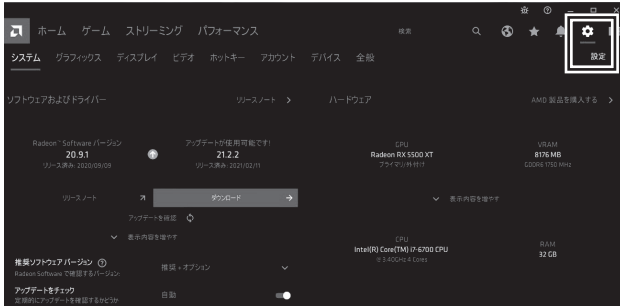 ホーム ゲーム ストリーミング パフォーマンス 検索
設定
システム グラフィックス ディスプレイ ビデオ ホットキー アカウント デバイス 全般
ソフトウェアおよびドライバー リリースノート
ハードウェア AMD 製品を購入する
Radeon™ Software バージョン
20.9.1
リリース済み: 2020/09/09
アップデートが使用可能です!
21.2.2
リリース済み: 2021/02/11
リリースノート ダウンロード
アップデートを確認
表示内容を増やす
推奨ソフトウェア バージョン
Radeon Software で確認するバージョン:
推奨 + オプション
アップデートをチェック
定期的にアップデートを確認するかどうか
自動
GPU
Radeon RX 5500 XT
プライマリ/外付け
VRAM
8176 MB
GDDR6 1750 MHz
表示内容を増やす
CPU
Intel(R) Core(TM) i7-6700 CPU
@ 3.40GHz 4 Cores
RAM
32 GB